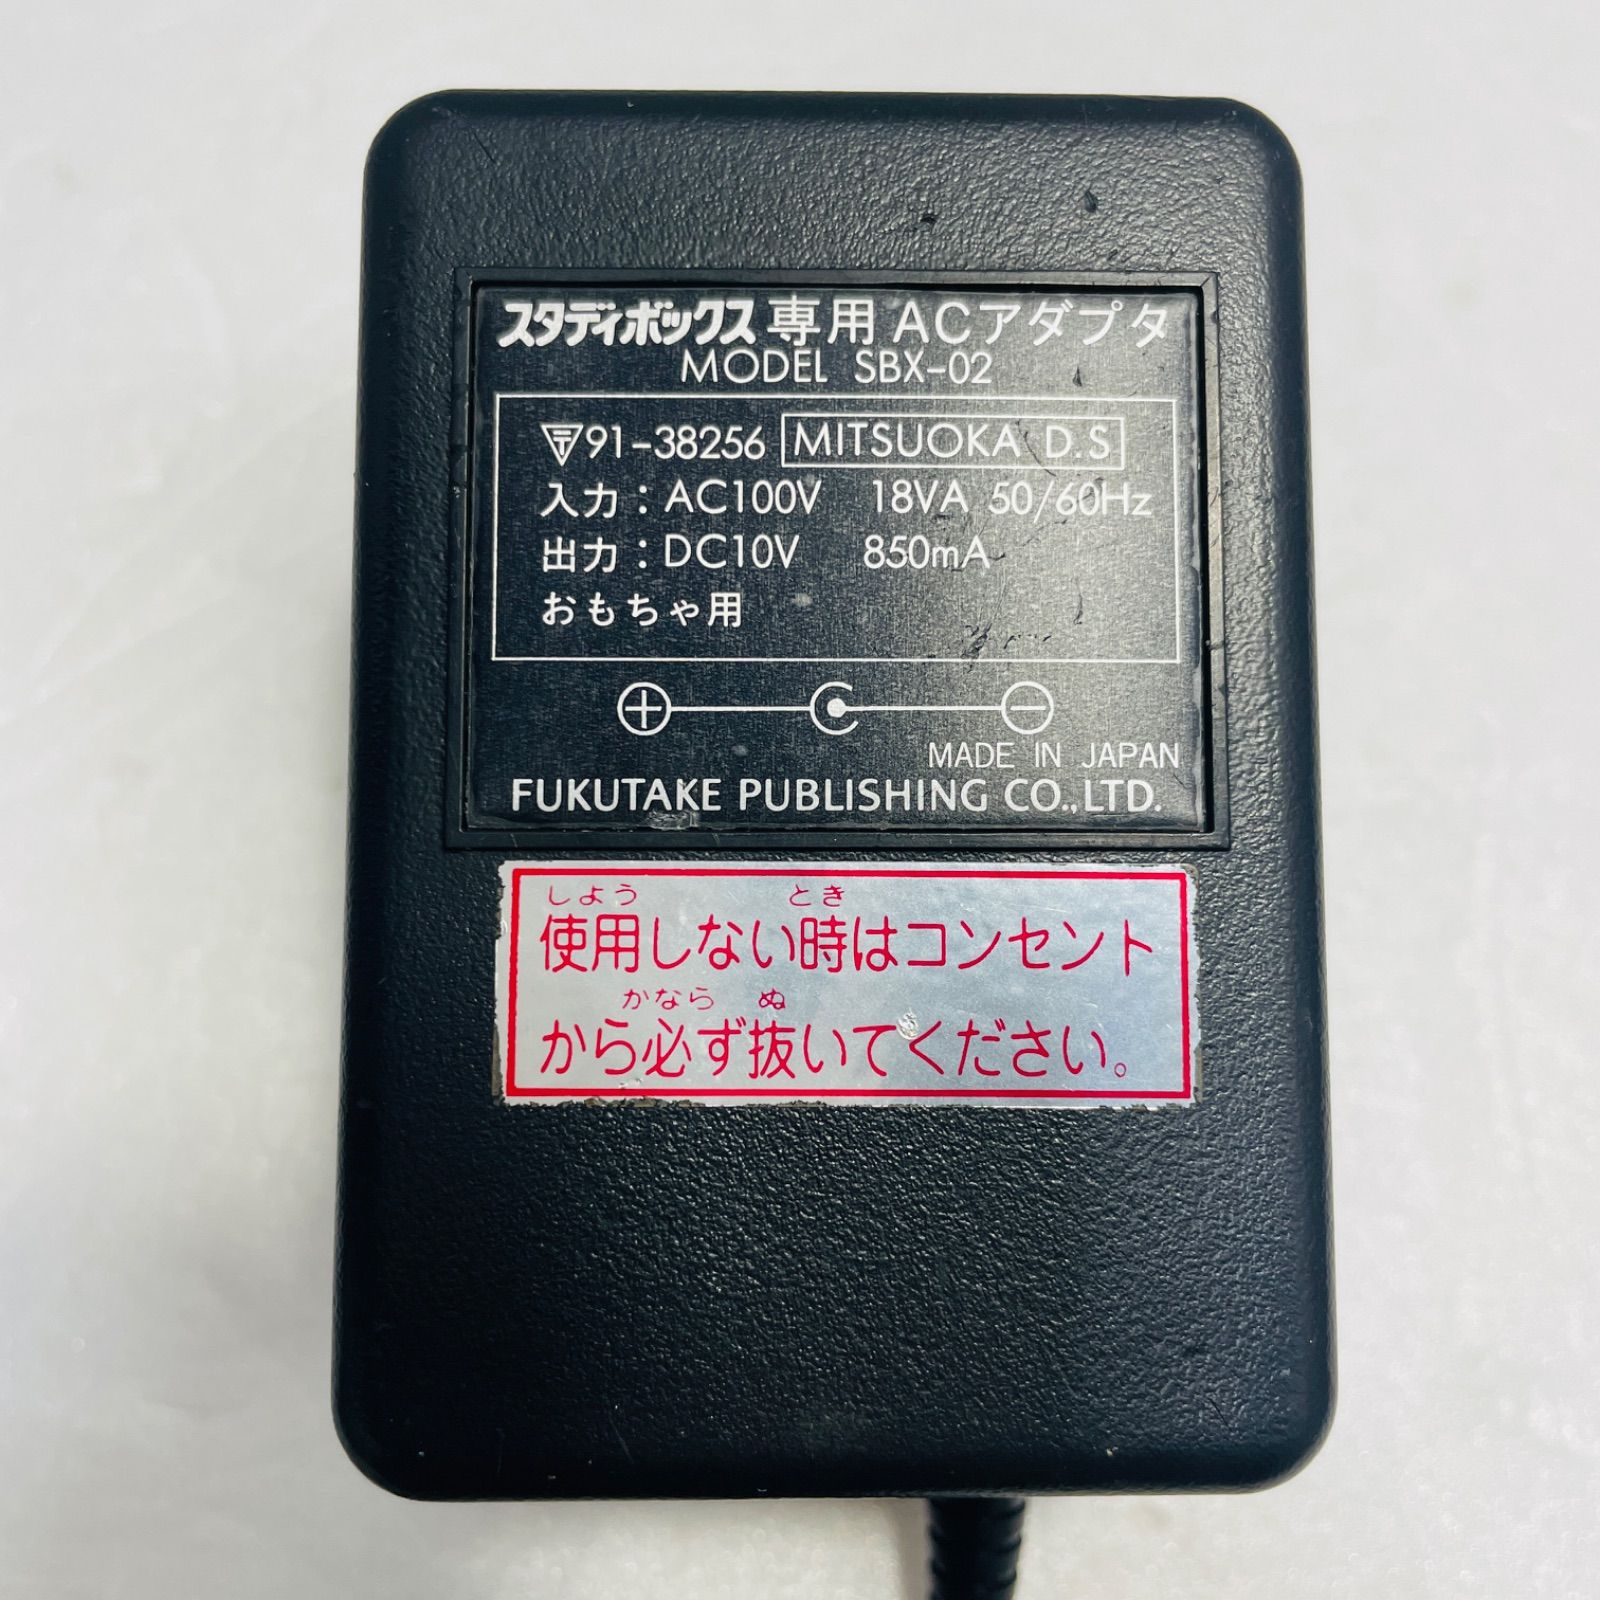 スタディボックス専用ACアダプタ
MODEL SBX-02
〒91-38256 MITSUOKA D.S
入力：AC100V 18VA 50/60Hz
出力：DC10V 850mA
おもちゃ用
MADE IN JAPAN
FUKUTAKE PUBLISHING CO.,LTD.
しよう とき
使用しない時はコンセント
かなら ぬ
から必ず抜いてください。